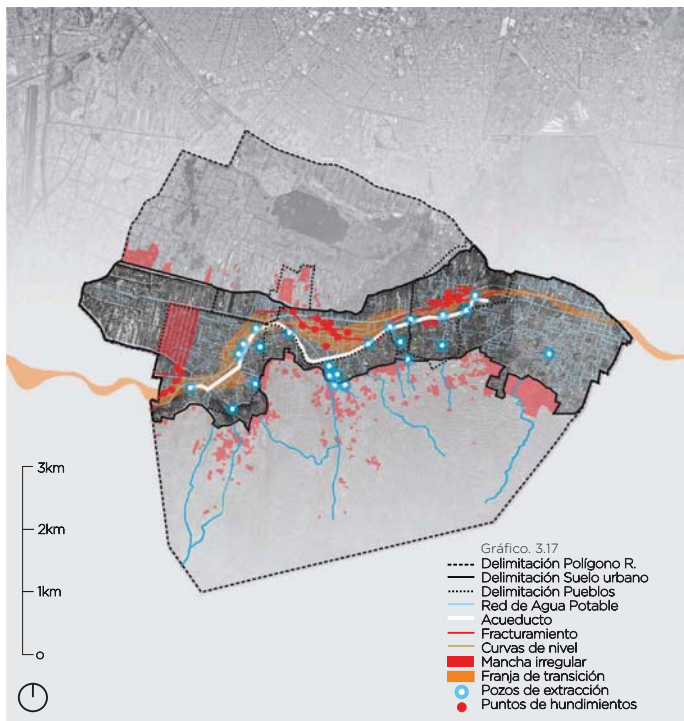 3km
2km
1km
0
Gráfico. 3.17
Delimitación Polígono R.
Delimitación Suelo urbano
Delimitación Pueblos
Red de Agua Potable
Acueducto
Fracturamiento
Curvas de nivel
Mancha irregular
Franja de transición
Pozos de extracción
Puntos de hundimientos